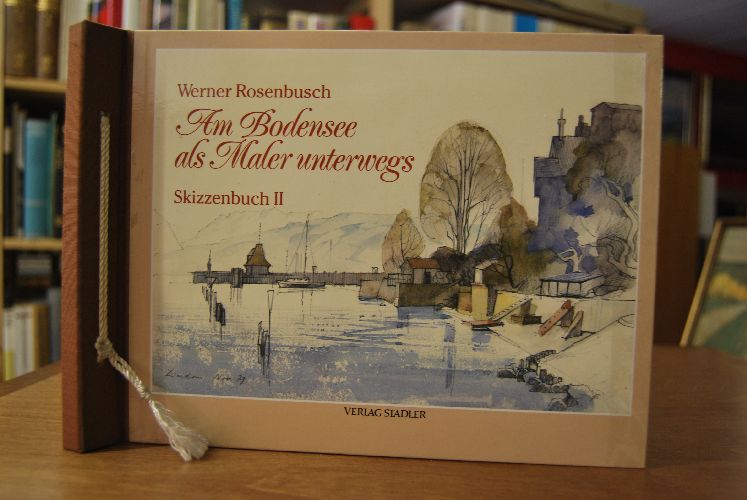 Werner Rosenbusch
Am Bodensee
als Maler unterwegs
Skizzenbuch II
VERLAG STADLER